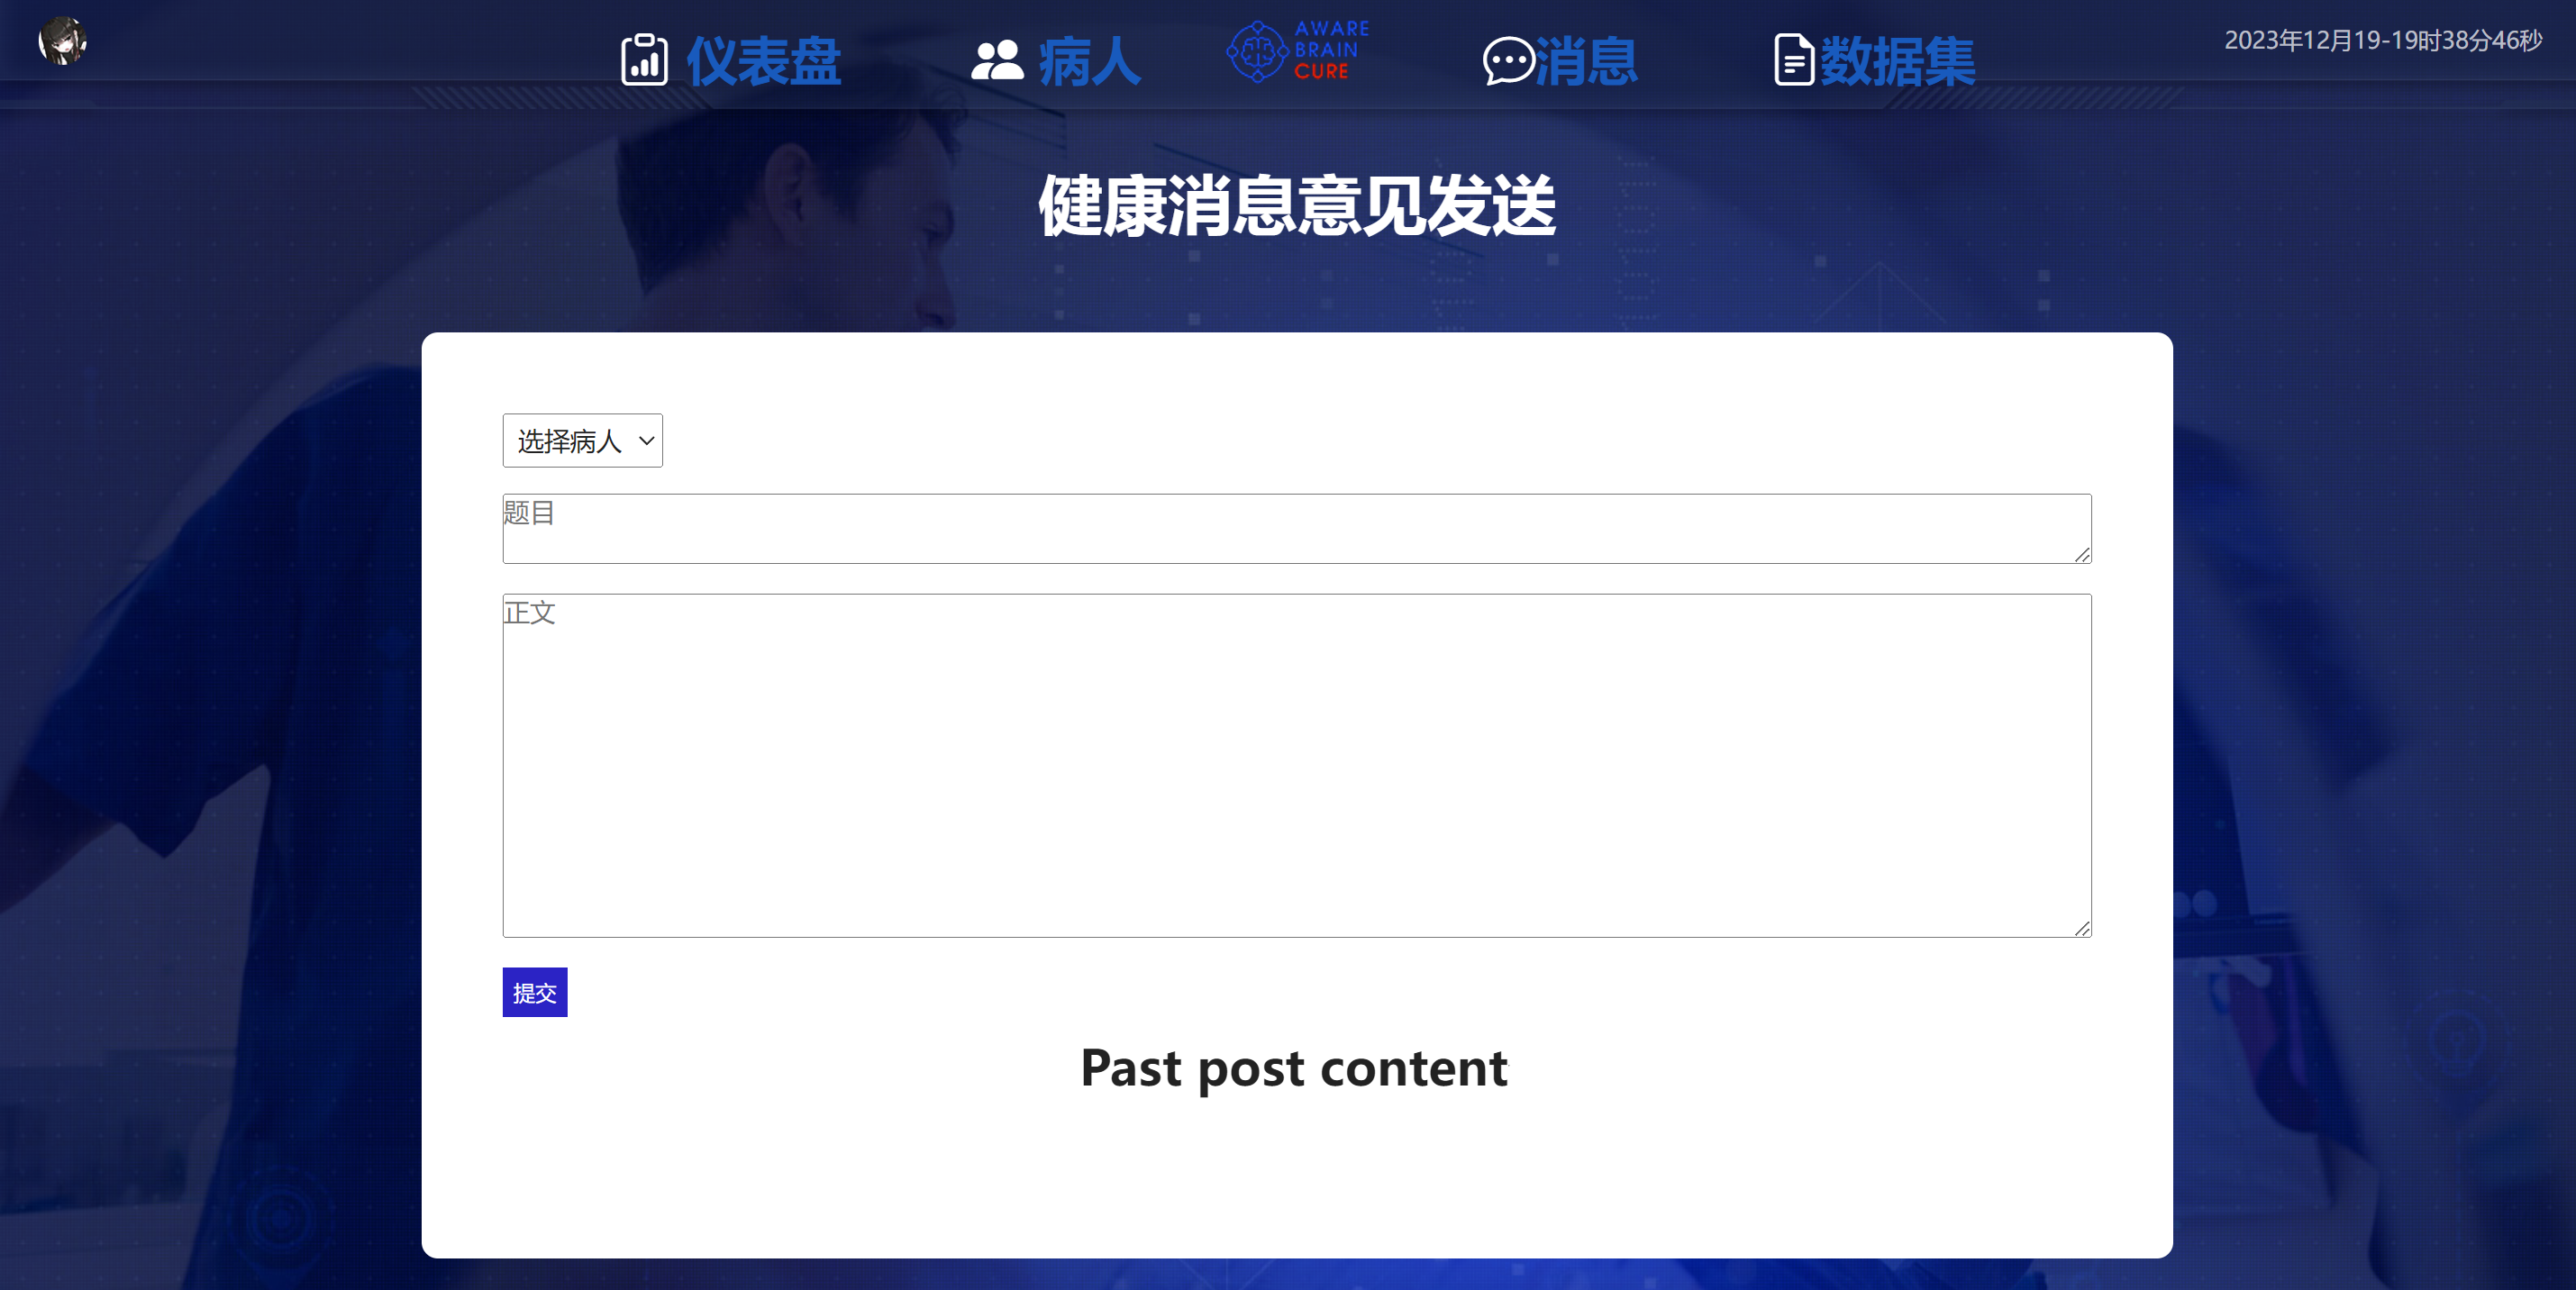 仪表盘
病人
AWARE
BRAIN
CURE
消息
数据集
2023年12月19-19时38分46秒
健康消息意见发送
选择病人
题目
正文
提交
Past post content